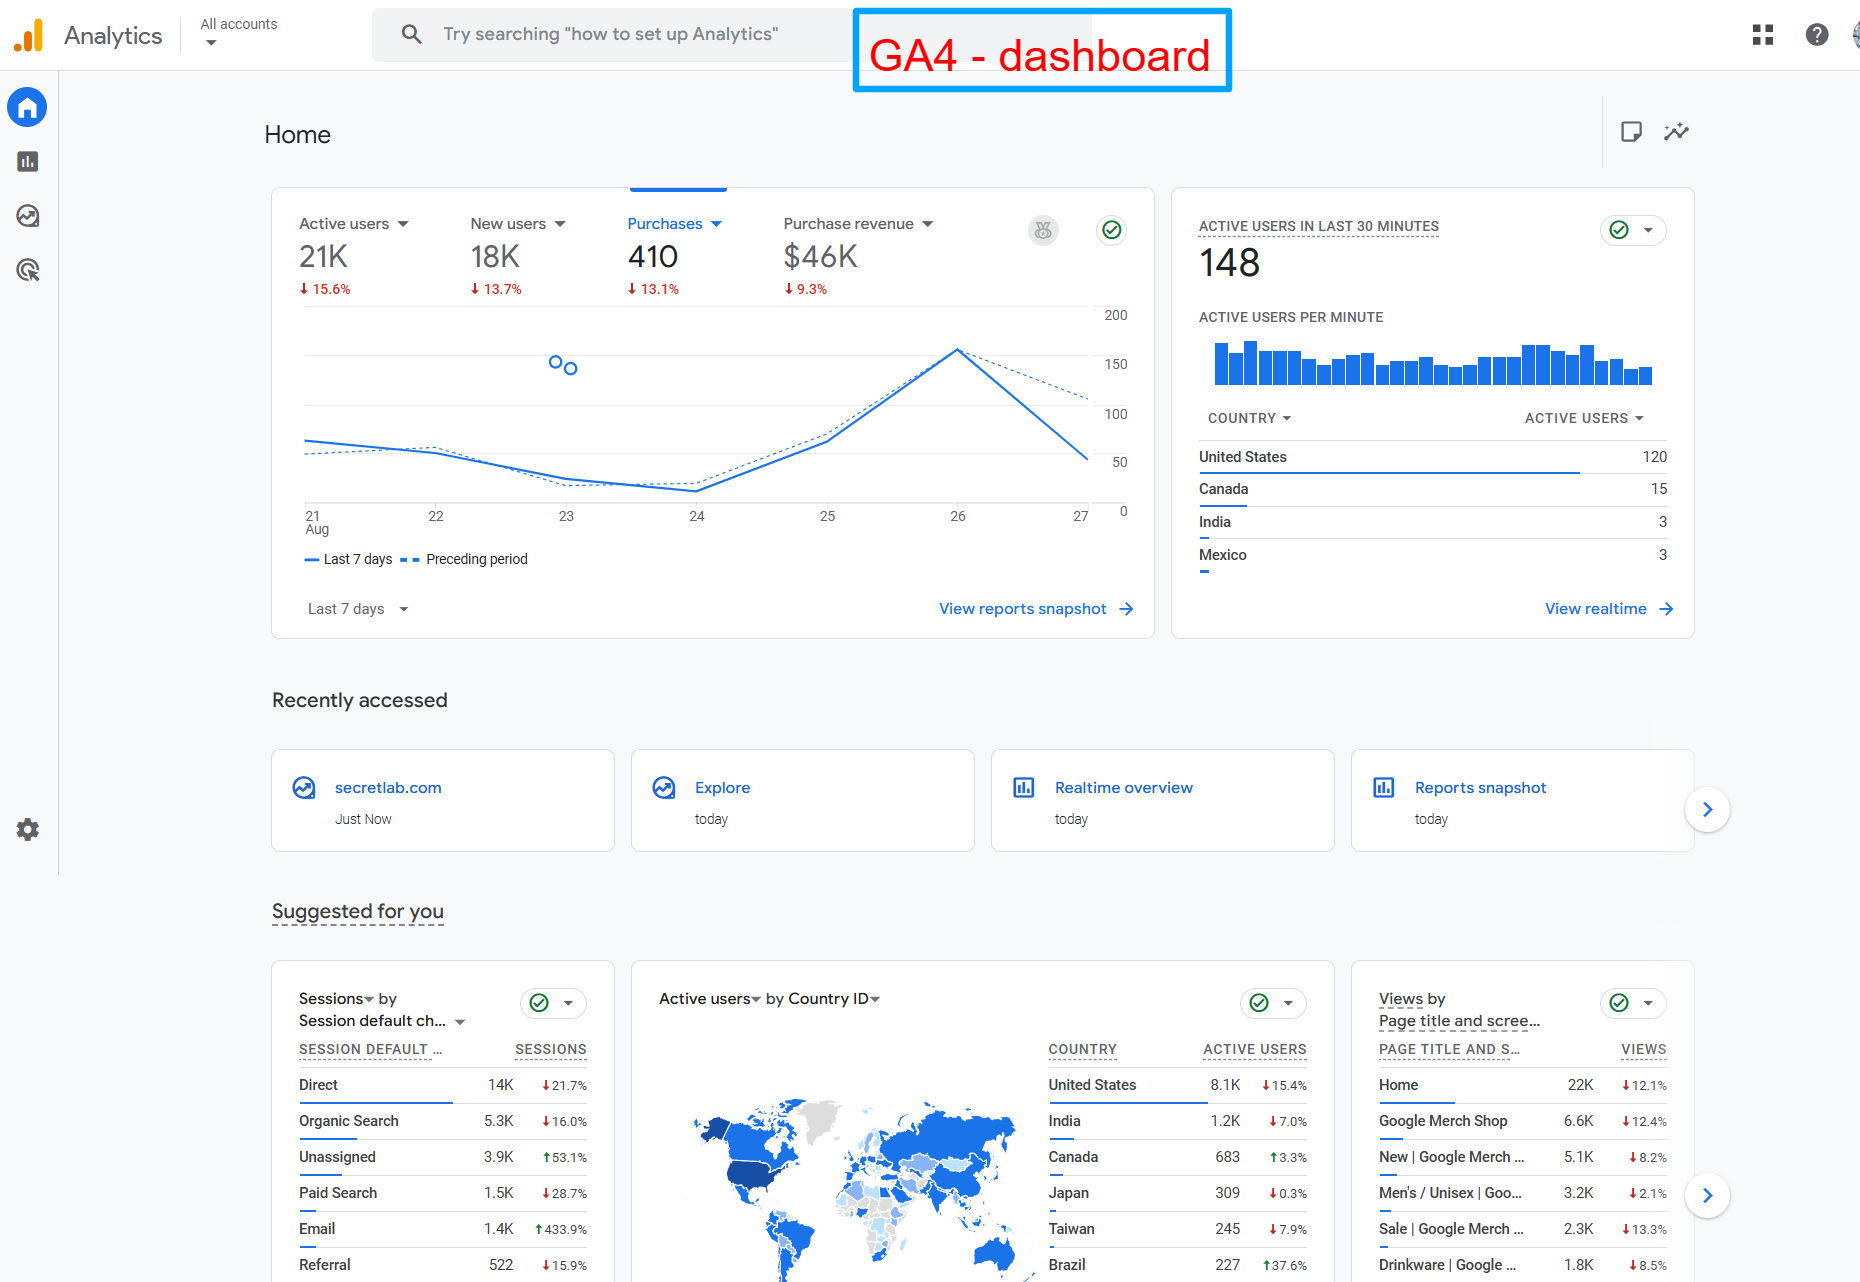 Analytics
All accounts
Try searching "how to set up Analytics"
GA4 - dashboard
Home
Active users
21K
15.6%
New users
18K
13.7%
Purchases
410
13.1%
Purchase revenue
$46K
9.3%
200
150
100
50
0
21
Aug
22
23
24
25
26
27
Last 7 days
Preceding period
Last 7 days
View reports snapshot
ACTIVE USERS IN LAST 30 MINUTES
148
ACTIVE USERS PER MINUTE
COUNTRY ACTIVE USERS
United States 120
Canada 15
India 3
Mexico 3
View realtime
Recently accessed
secretlab.com
Just Now
Explore
today
Realtime overview
today
Reports snapshot
today
Suggested for you
Sessions by
Session default ch...
SESSION DEFAULT ... SESSIONS
Direct 14K 21.7%
Organic Search 5.3K 16.0%
Unassigned 3.9K 53.1%
Paid Search 1.5K 28.7%
Email 1.4K 433.9%
Referral 522 15.9%
Active users by Country ID
COUNTRY ACTIVE USERS
United States 8.1K 15.4%
India 1.2K 7.0%
Canada 683 3.3%
Japan 309 0.3%
Taiwan 245 7.9%
Brazil 227 37.6%
Views by
Page title and scree...
PAGE TITLE AND S... VIEWS
Home 22K 12.1%
Google Merch Shop 6.6K 12.4%
New | Google Merch ... 5.1K 8.2%
Men's / Unisex | Goo... 3.2K 2.1%
Sale | Google Merch ... 2.3K 13.3%
Drinkware | Google ... 1.8K 8.5%